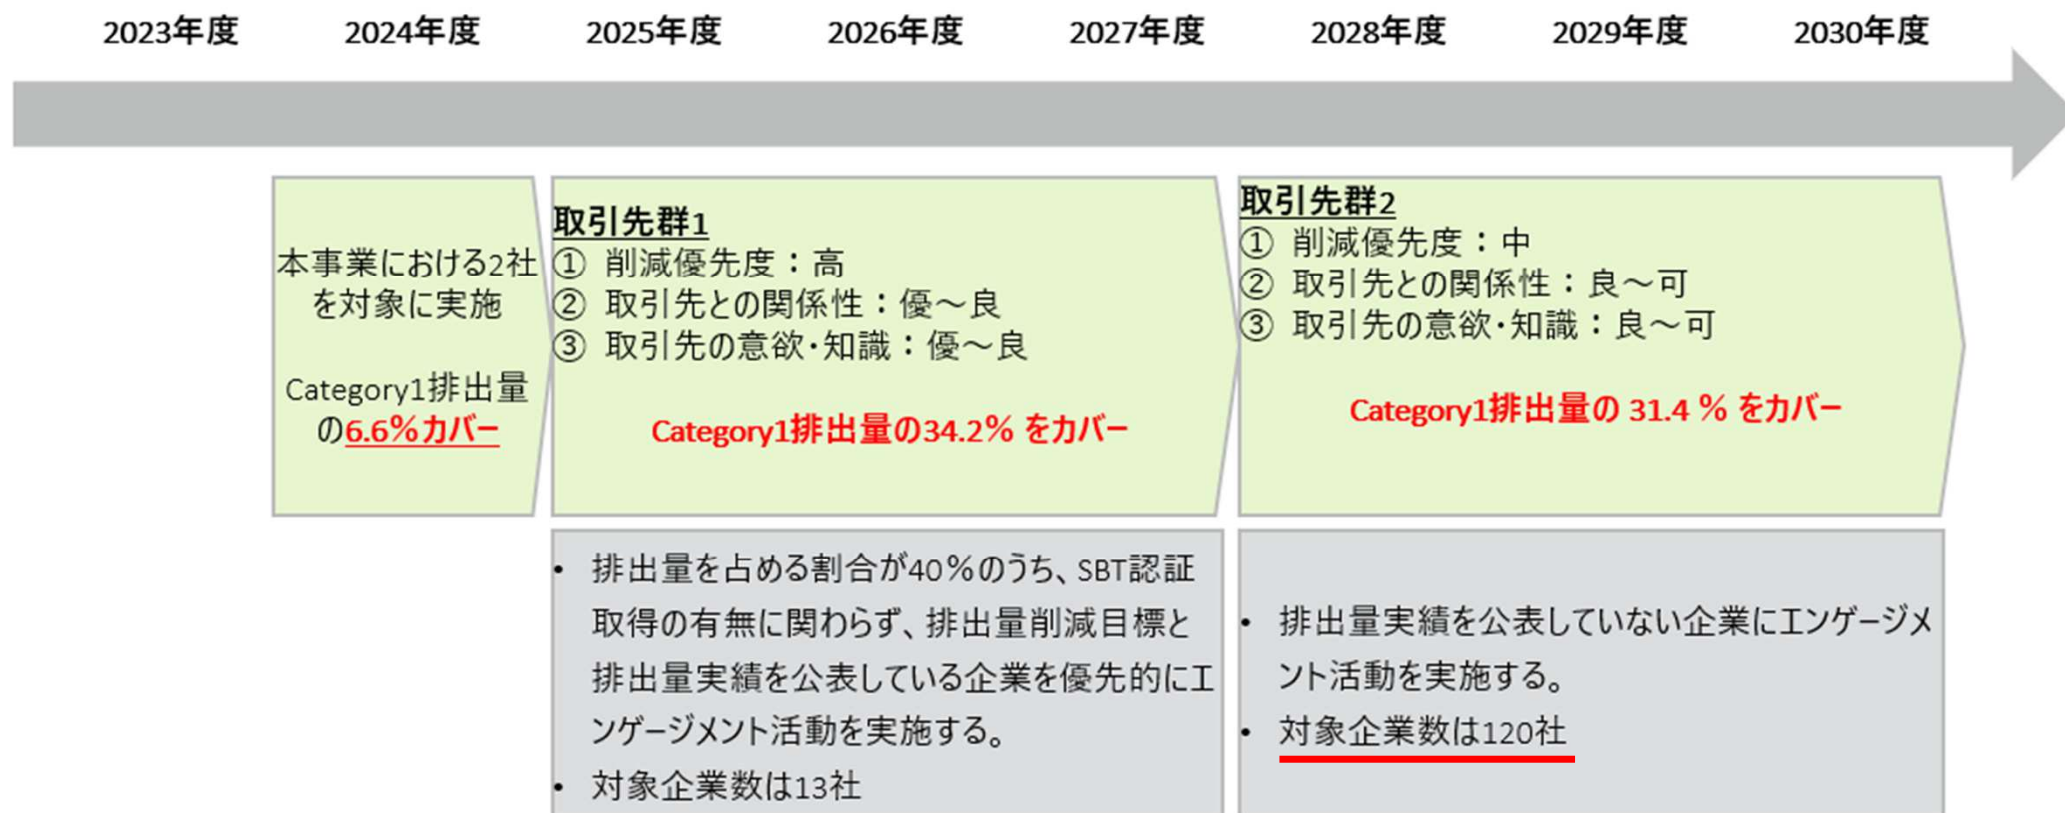 2023年度 2024年度 2025年度 2026年度 2027年度 2028年度 2029年度 2030年度
本事業における2社
を対象に実施
Category1排出量
の6.6%カバー
取引先群1
① 削減優先度：高
② 取引先との関係性：優～良
③ 取引先の意欲・知識：優～良
Category1排出量の34.2% をカバー
取引先群2
① 削減優先度：中
② 取引先との関係性：良～可
③ 取引先の意欲・知識：良～可
Category1排出量の 31.4 % をカバー
• 排出量を占める割合が40％のうち、SBT認証
取得の有無に関わらず、排出量削減目標と
排出量実績を公表している企業を優先的にエ
ンゲージメント活動を実施する。
• 対象企業数は13社
• 排出量実績を公表していない企業にエンゲージメ
ント活動を実施する。
• 対象企業数は120社